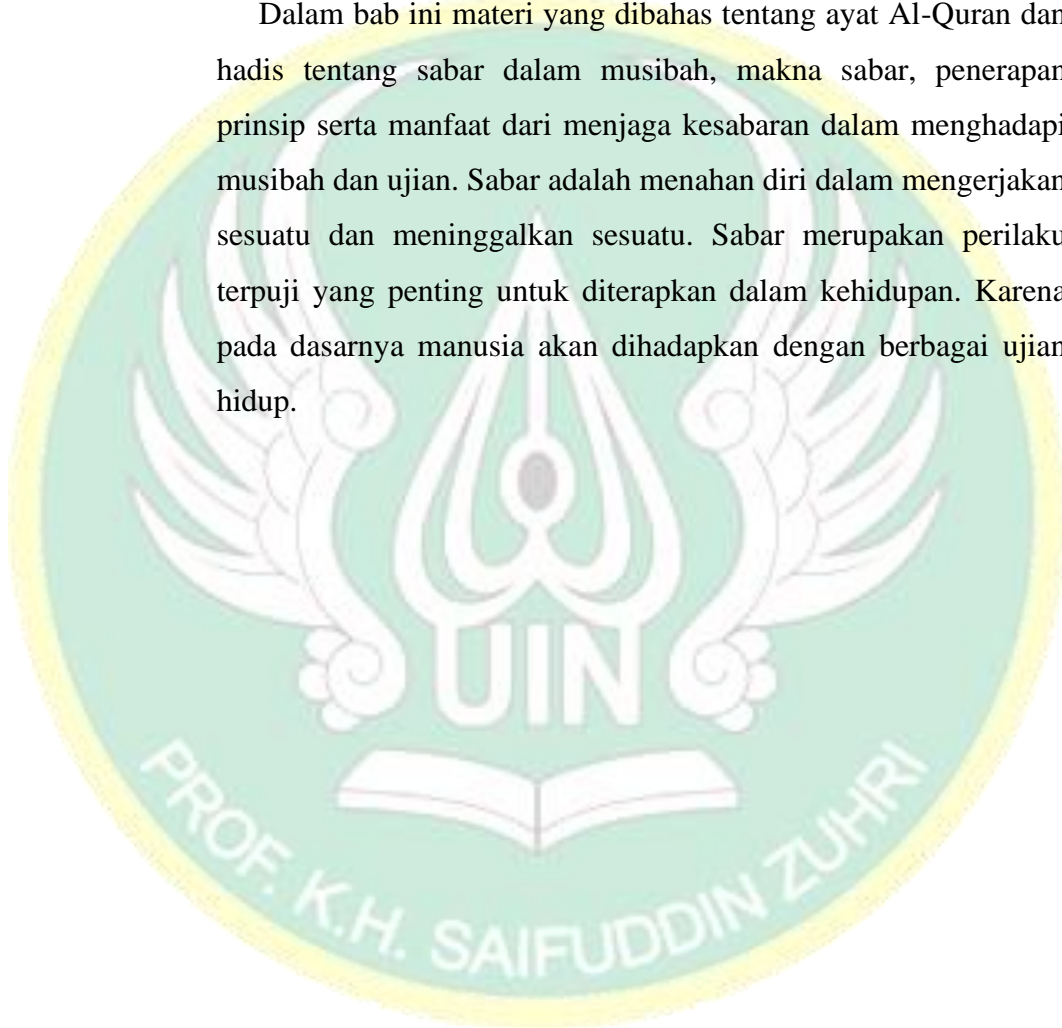 Dalam bab ini materi yang dibahas tentang ayat Al-Quran dan
hadis tentang sabar dalam musibah, makna sabar, penerapan
prinsip serta manfaat dari menjaga kesabaran dalam menghadapi
musibah dan ujian. Sabar adalah menahan diri dalam mengerjakan
sesuatu dan meninggalkan sesuatu. Sabar merupakan perilaku
terpuji yang penting untuk diterapkan dalam kehidupan. Karena
pada dasarnya manusia akan dihadapkan dengan berbagai ujian
hidup.
UIN
PROF. K.H. SAIFUDDIN ZUHRI